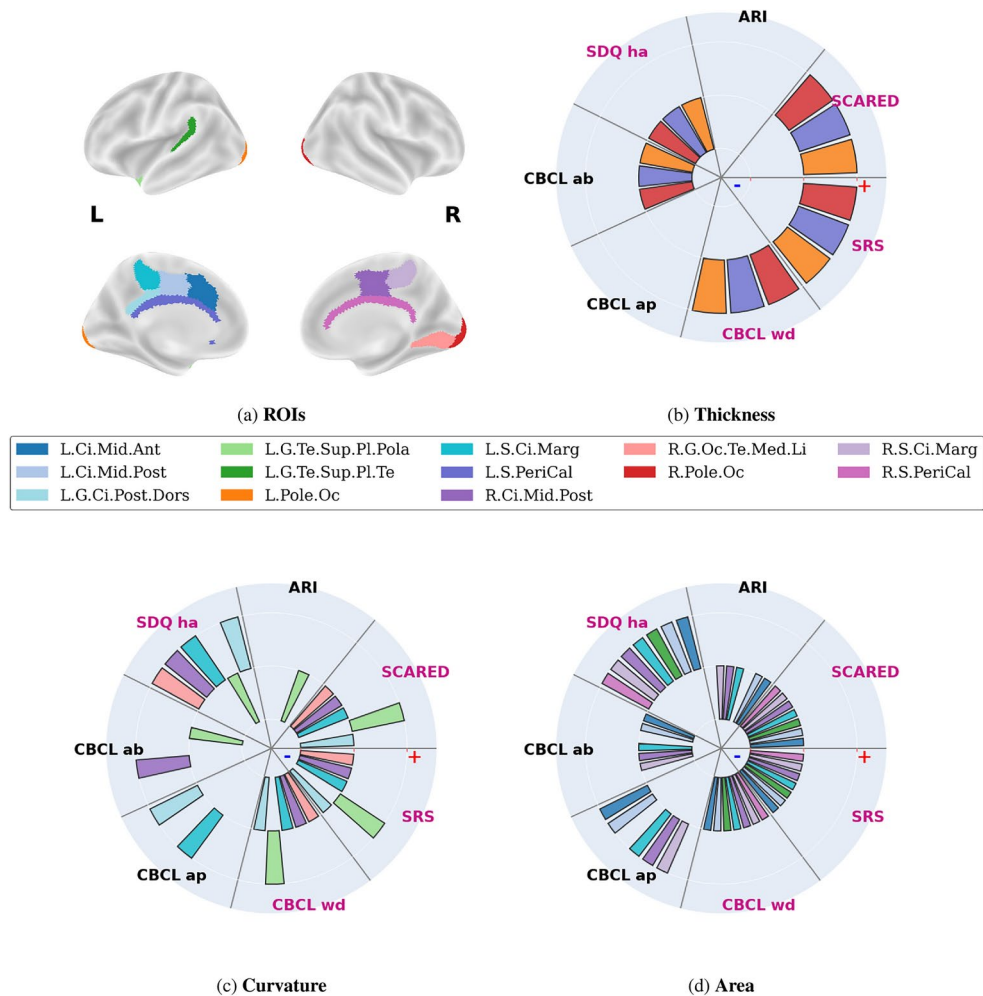 ARI
SDQ ha
SCARED
CBCL ab
L
R
-
+
SRS
CBCL ap
CBCL wd
(a) ROIs
(b) Thickness
L.Ci.Mid.Ant
L.G.Te.Sup.Pl.Pola
L.S.Ci.Marg
R.G.Oc.Te.Med.Li
R.S.Ci.Marg
L.Ci.Mid.Post
L.G.Te.Sup.Pl.Te
L.S.PeriCal
R.Pole.Oc
R.S.PeriCal
L.G.Ci.Post.Dors
L.Pole.Oc
R.Ci.Mid.Post
ARI
SDQ ha
SCARED
CBCL ab
-
+
SRS
CBCL ap
CBCL wd
(c) Curvature
ARI
SDQ ha
SCARED
CBCL ab
-
+
SRS
CBCL ap
CBCL wd
(d) Area